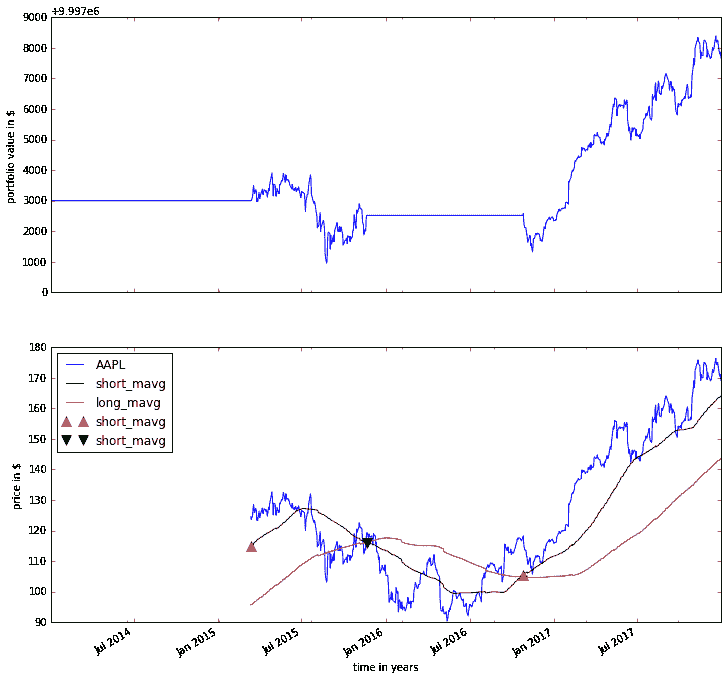 +9.997e6
9000
8000
7000
6000
5000
4000
3000
2000
1000
0
portfolio value in $
180
170
160
150
140
130
120
110
100
90
price in $
AAPL
short_mavg
long_mavg
short_mavg
short_mavg
Jul 2014
Jan 2015
Jul 2015
Jan 2016
Jul 2016
Jan 2017
Jul 2017
time in years